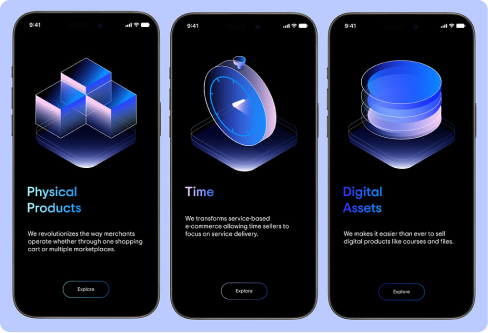 9:41
Physical
Products
We revolutionizes the way merchants
operate whether through one shopping
cart or multiple marketplaces.
Explore
9:41
Time
We transforms service-based
e-commerce allowing time sellers to
focus on service delivery.
Explore
9:41
Digital
Assets
We makes it easier than ever to sell
digital products like courses and files.
Explore